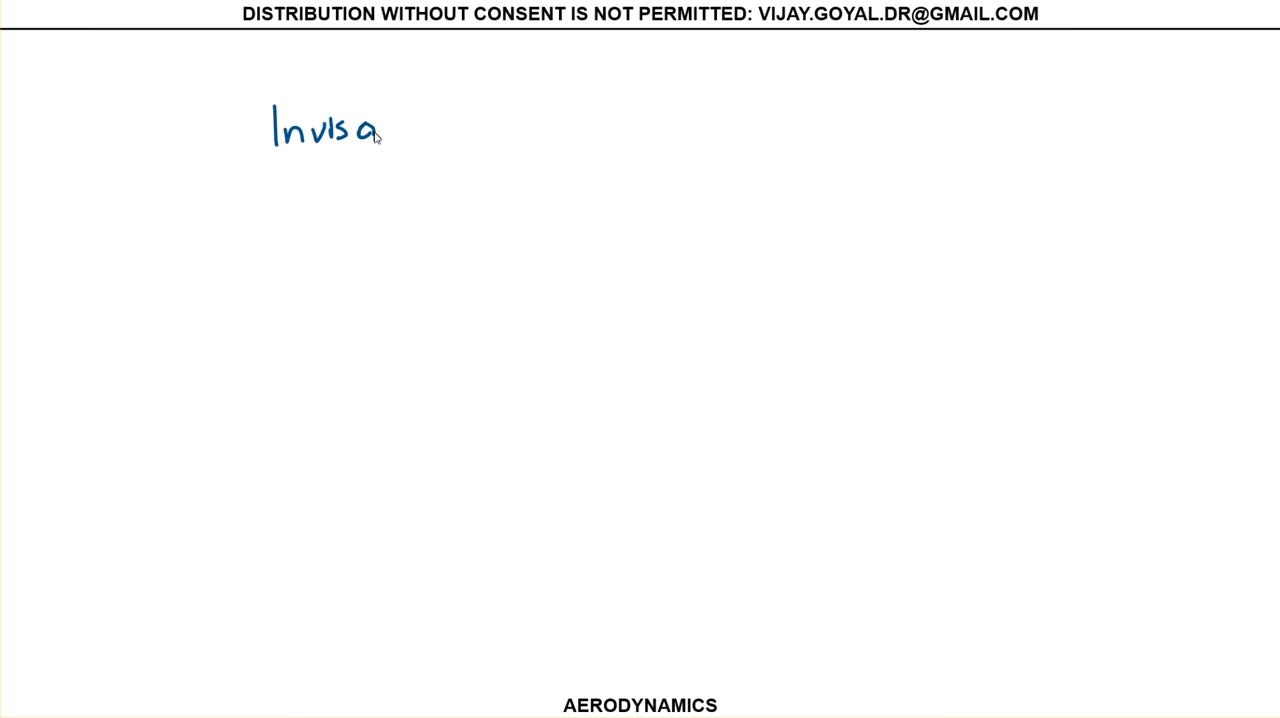 DISTRIBUTION WITHOUT CONSENT IS NOT PERMITTED: VIJAY.GOYAL.DR@GMAIL.COM
Invisa
AERODYNAMICS